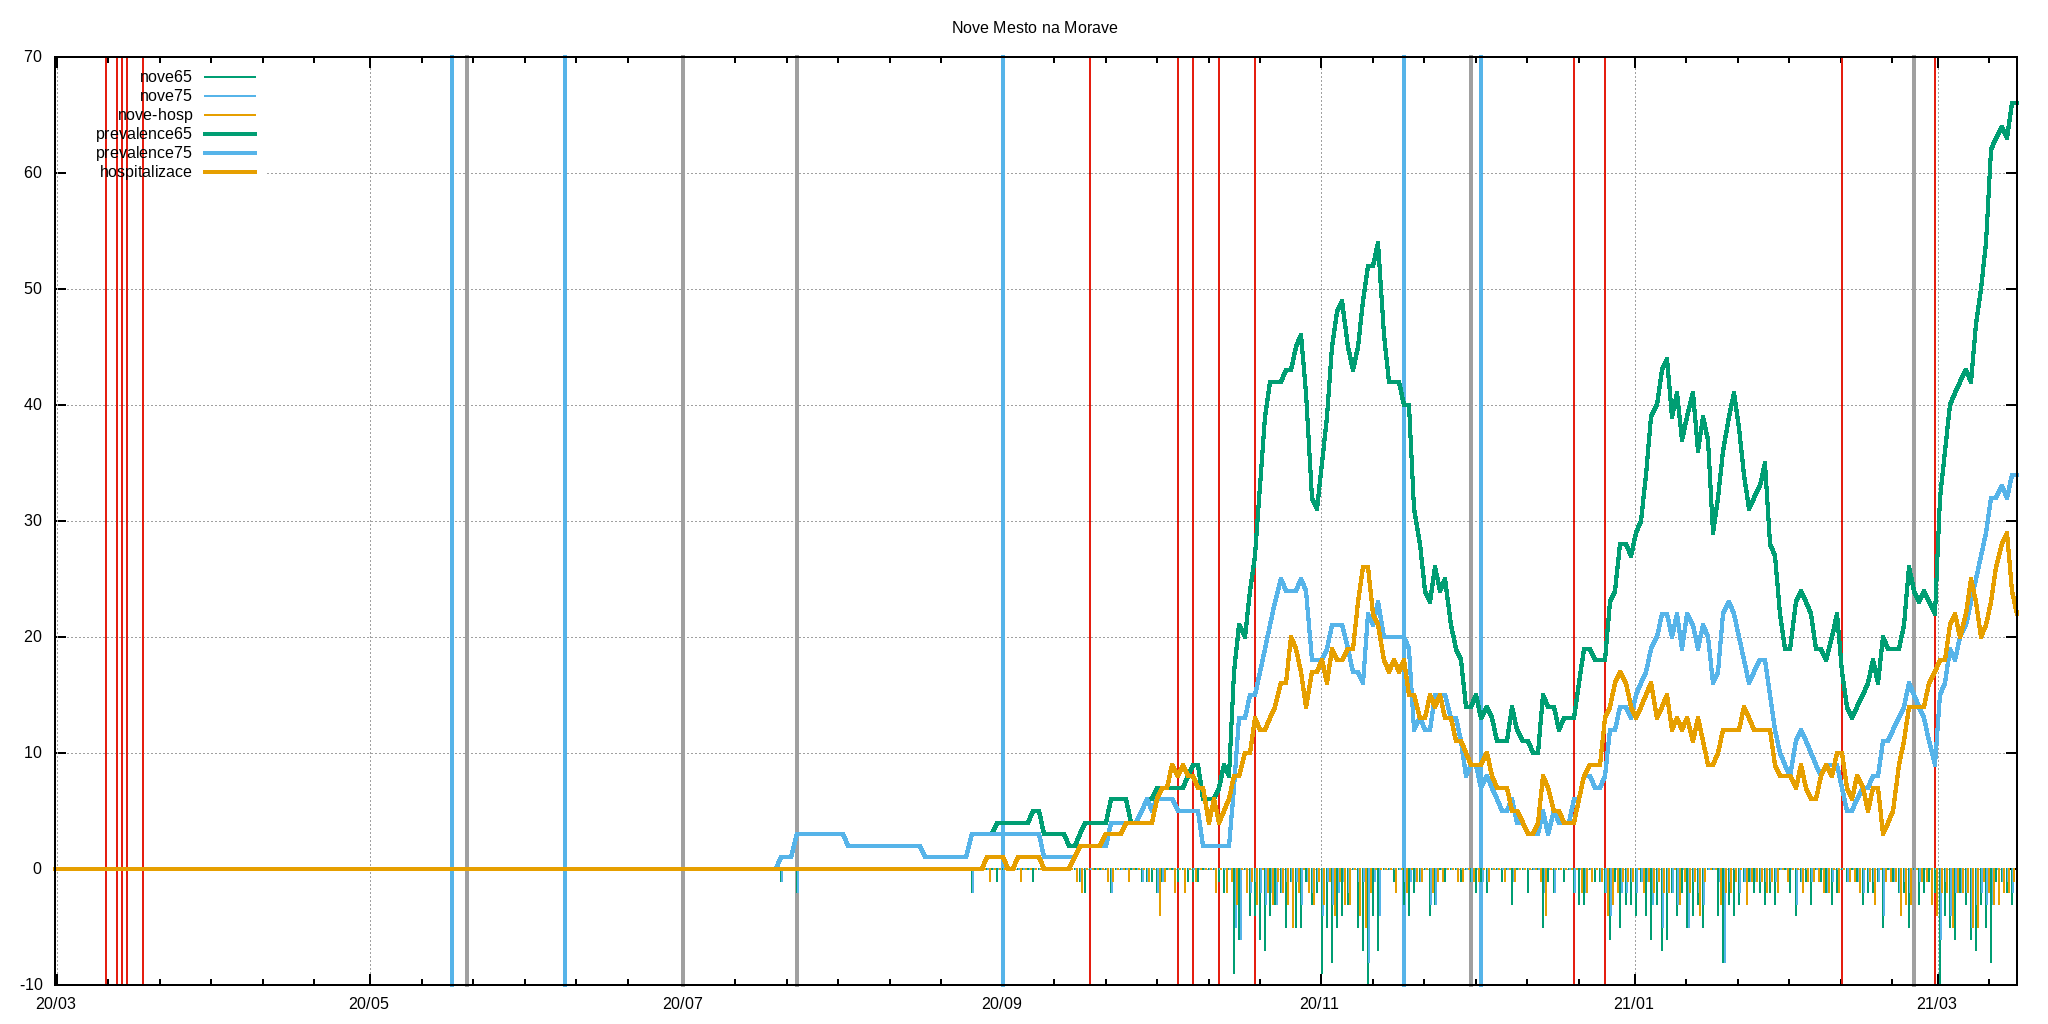 Nove Mesto na Morave
70
nove65
nove75
nove-hosp
prevalence65
prevalence75
hospitalizace
60
50
40
30
20
10
0
-10
20/03 20/05 20/07 20/09 20/11 21/01 21/03